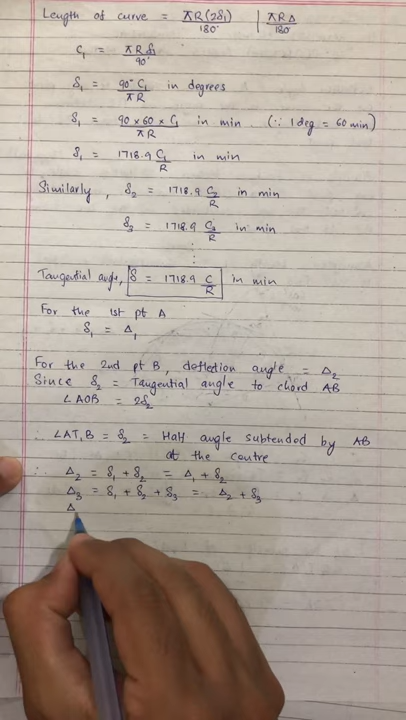 Length of curve = πR(2δ₁)/180° | πRΔ/180
C₁ = πRδ₁/90°
δ₁ = 90° C₁/πR in degrees
δ₁ = 90 × 60 × C₁/πR in min (∵ 1 deg = 60 min)
δ₁ = 1718.9 C₁/R in min
Similarly, δ₂ = 1718.9 C₂/R in min
δ₃ = 1718.9 C₃/R in min
⋮
Tangential angle, δ = 1718.9 C/R in min
For the 1st pt A
δ₁ = Δ₁
For the 2nd pt B, deflection angle = Δ₂
Since δ₂ = Tangential angle to chord AB
∠AOB = 2δ₂
∴ ∠AT₁B = δ₂ = Half angle subtended by AB
at the centre
∴ Δ₂ = δ₁ + δ₂ = Δ₁ + δ₂
Δ₃ = δ₁ + δ₂ + δ₃ = Δ₂ + δ₃
Δ